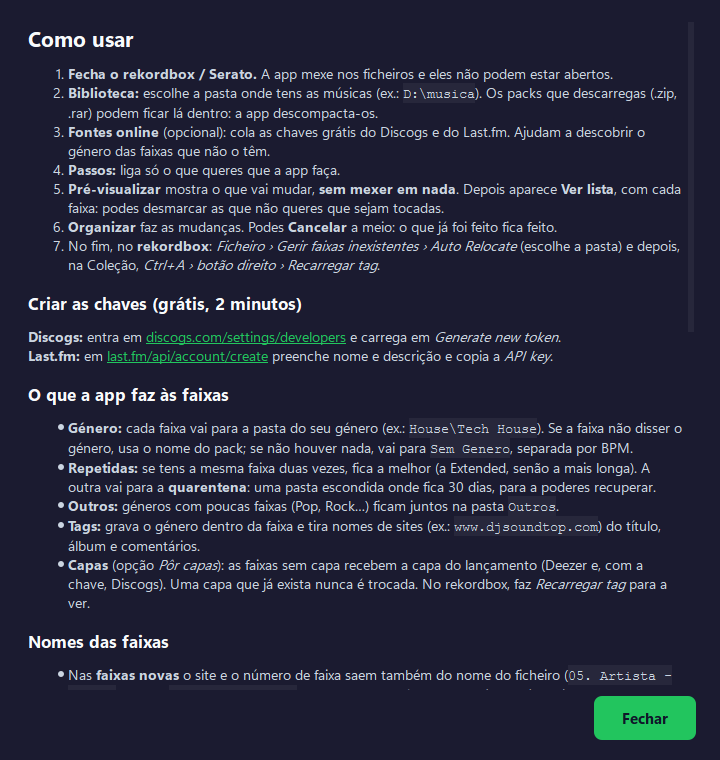 Como usar
1. Fecha o rekordbox / Serato. A app mexe nos ficheiros e eles não podem estar abertos.
2. Biblioteca: escolhe a pasta onde tens as músicas (ex.: D:\musica). Os packs que descarregas (.zip,
.rar) podem ficar lá dentro: a app descompacta-os.
3. Fontes online (opcional): cola as chaves grátis do Discogs e do Last.fm. Ajudam a descobrir o
género das faixas que não o têm.
4. Passos: liga só o que queres que a app faça.
5. Pré-visualizar mostra o que vai mudar, sem mexer em nada. Depois aparece Ver lista, com cada
faixa: podes desmarcar as que não queres que sejam tocadas.
6. Organizar faz as mudanças. Podes Cancelar a meio: o que já foi feito fica feito.
7. No fim, no rekordbox: Ficheiro › Gerir faixas inexistentes › Auto Relocate (escolhe a pasta) e depois,
na Coleção, Ctrl+A › botão direito › Recarregar tag.
Criar as chaves (grátis, 2 minutos)
Discogs: entra em discogs.com/settings/developers e carrega em Generate new token.
Last.fm: em last.fm/api/account/create preenche nome e descrição e copia a API key.
O que a app faz às faixas
• Género: cada faixa vai para a pasta do seu género (ex.: House\Tech House). Se a faixa não disser o
género, usa o nome do pack; se não houver nada, vai para Sem Genero, separada por BPM.
• Repetidas: se tens a mesma faixa duas vezes, fica a melhor (a Extended, senão a mais longa). A
outra vai para a quarentena: uma pasta escondida onde fica 30 dias, para a poderes recuperar.
• Outros: géneros com poucas faixas (Pop, Rock...) ficam juntos na pasta Outros.
• Tags: grava o género dentro da faixa e tira nomes de sites (ex.: www.djsoundtop.com) do título,
álbum e comentários.
• Capas (opção Pôr capas): as faixas sem capa recebem a capa do lançamento (Deezer e, com a
chave, Discogs). Uma capa que já exista nunca é trocada. No rekordbox, faz Recarregar tag para a
ver.
Nomes das faixas
• Nas faixas novas o site e o número de faixa saem também do nome do ficheiro (05. Artista -
Fechar